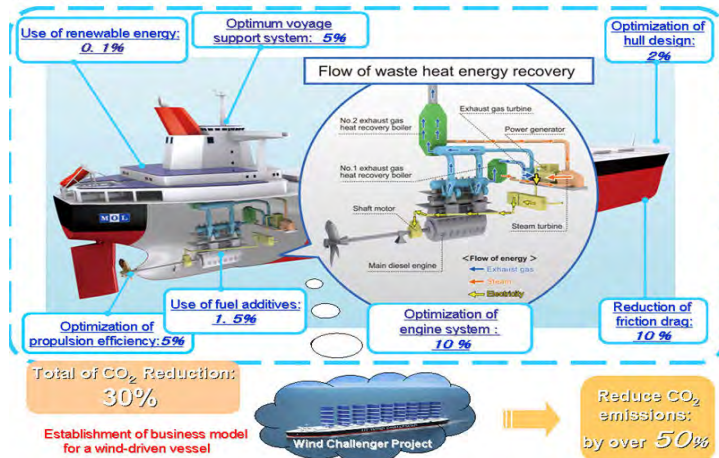 Use of renewable energy:
0. 1%
Optimum voyage
support system: 5%
Optimization of
hull design:
2%
Flow of waste heat energy recovery
No.2 exhaust gas
heat recovery boiler
Exhaust gas turbine
Power generator
No.1 exhaust gas
heat recovery boiler
Shaft motor
Steam turbine
Main diesel engine
<Flow of energy>
Exhaust gas
Steam
Electricity
MOL
Use of fuel additives:
1. 5%
Optimization of
propulsion efficiency:5%
Optimization of
engine system :
10 %
Reduction of
friction drag:
10 %
Total of CO₂ Reduction:
30%
Establishment of business model
for a wind-driven vessel
Wind Challenger Project
Reduce CO₂
emissions:
by over 50%